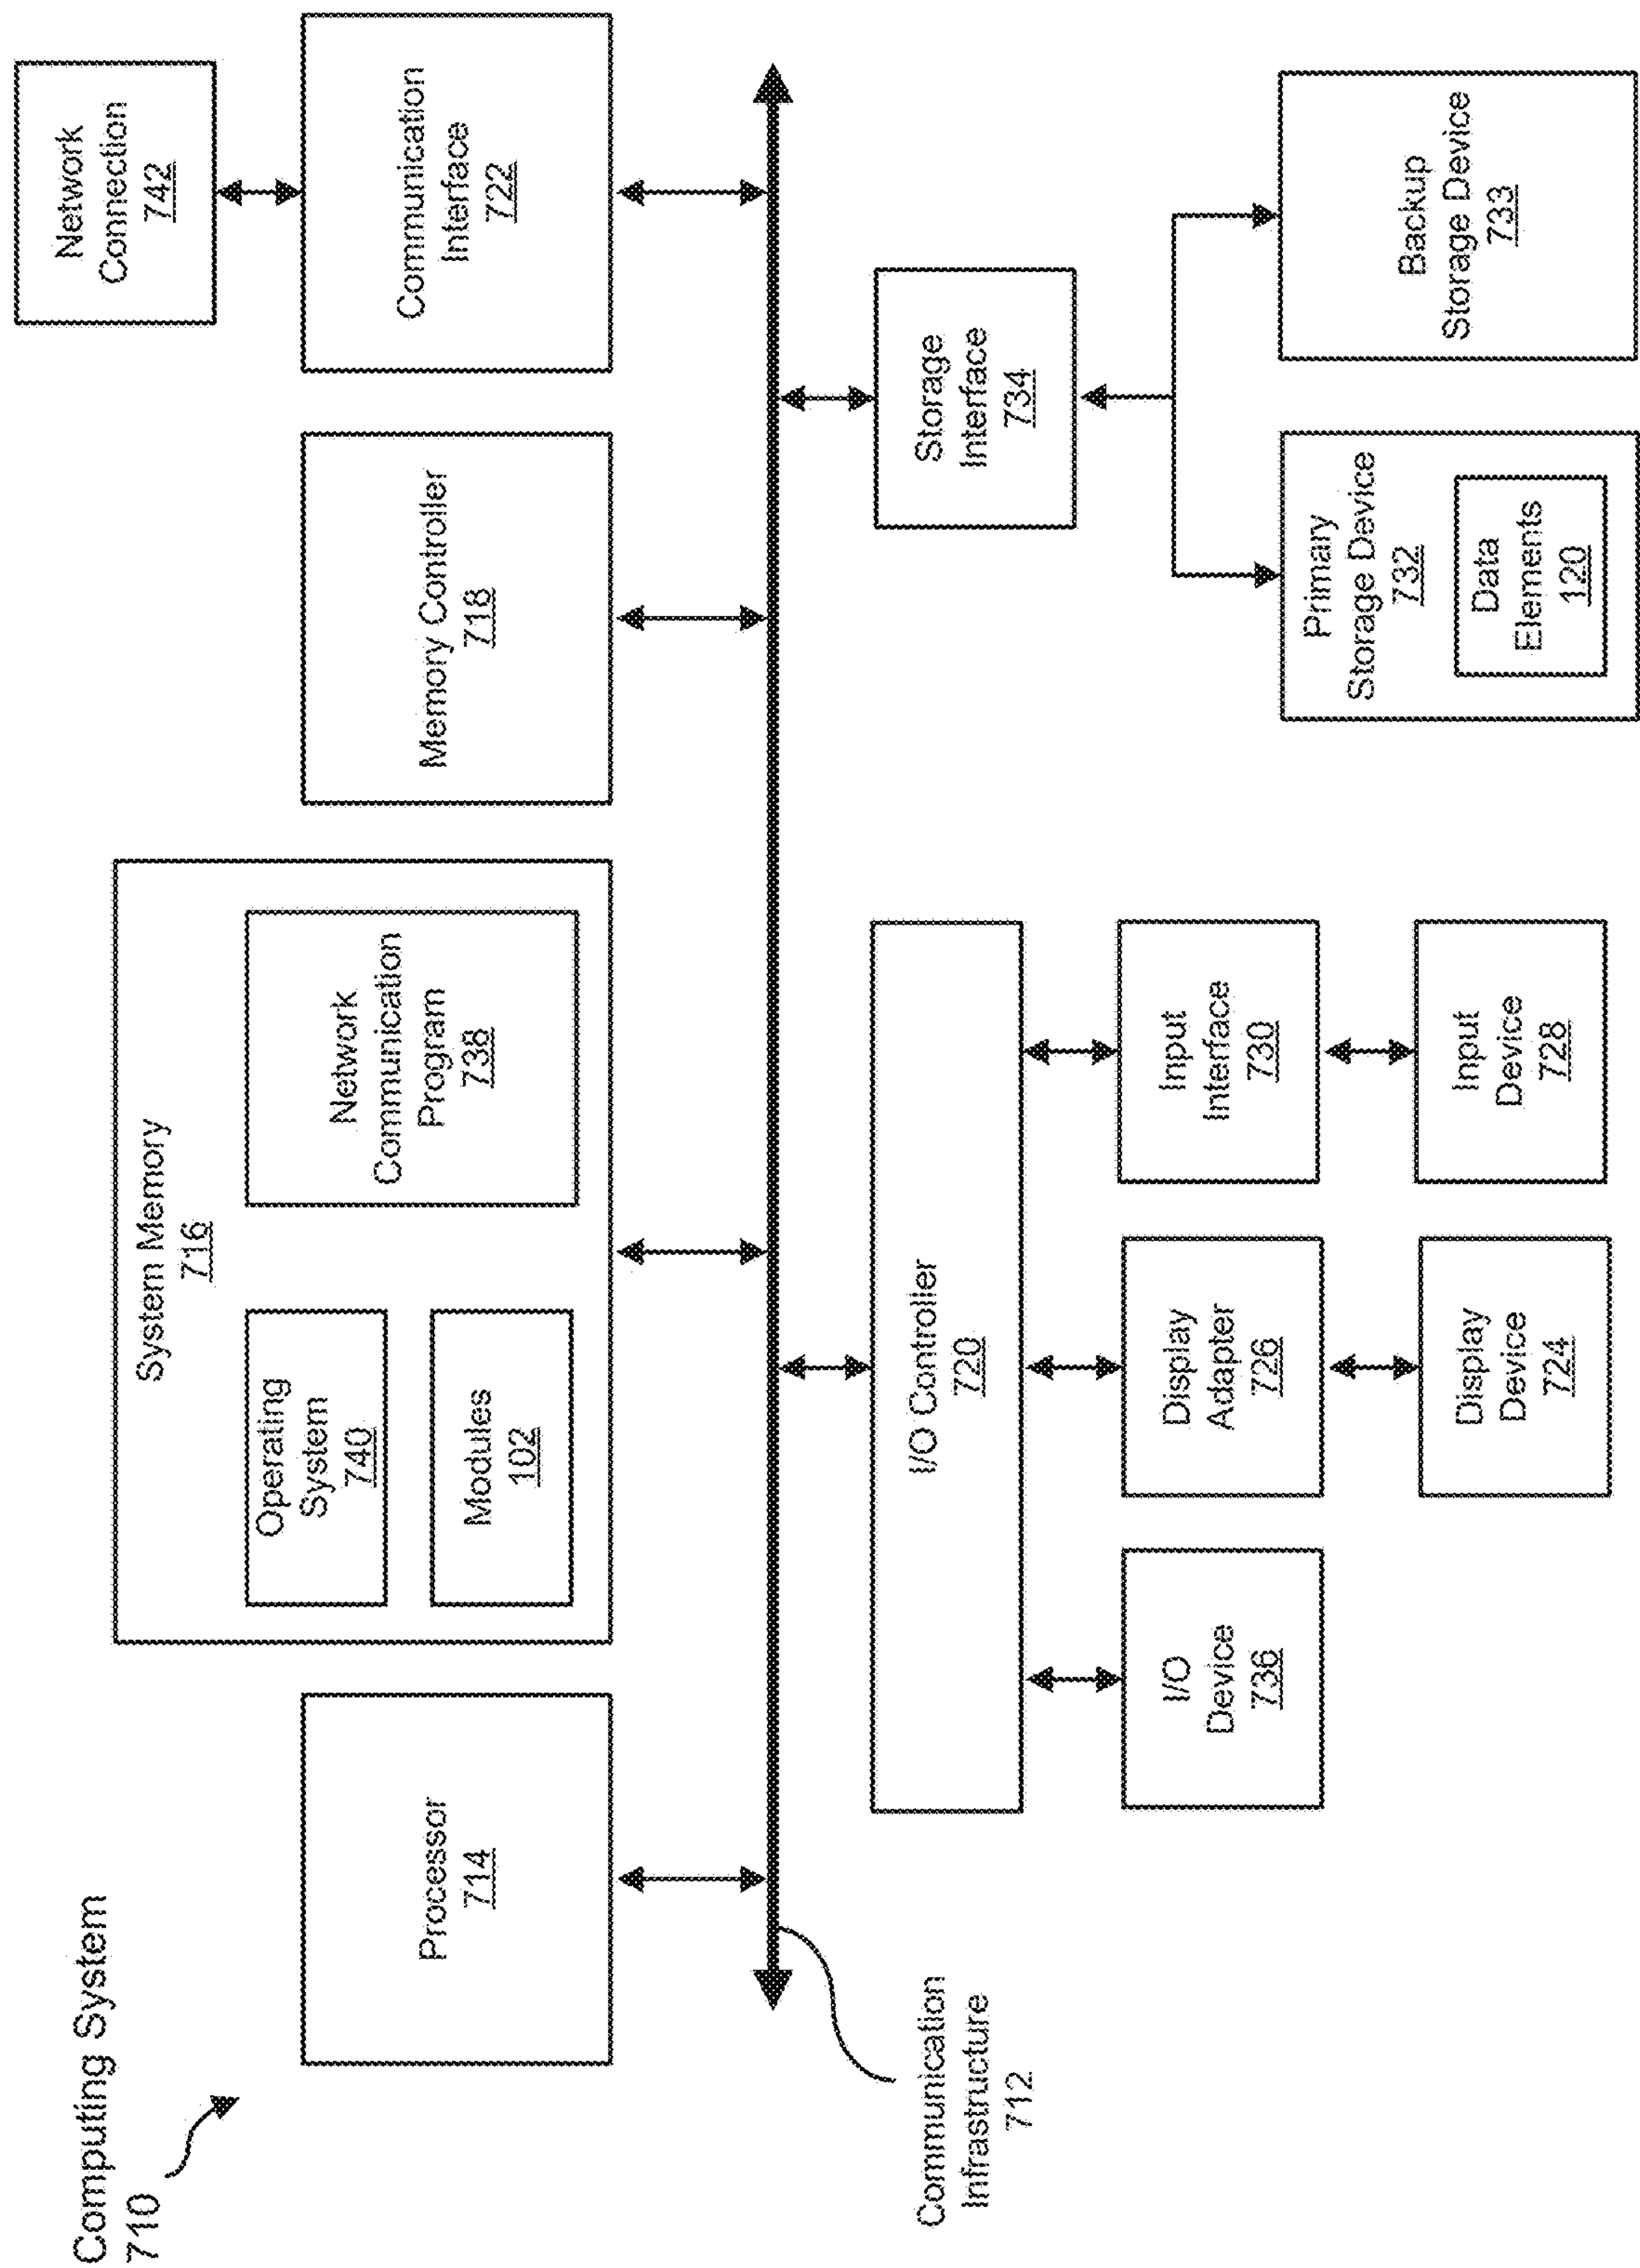 Computing System
710
Processor
714
System Memory
716
Operating
System
740
Modules
102
Network
Communication
Program
738
Memory Controller
718
Network
Connection
742
Communication
Interface
722
Communication
Infrastructure
712
I/O Controller
720
I/O
Device
736
Display
Adapter
726
Input
Interface
730
Display
Device
724
Input
Device
728
Storage
Interface
734
Primary
Storage Device
732
Data
Elements
120
Backup
Storage Device
733